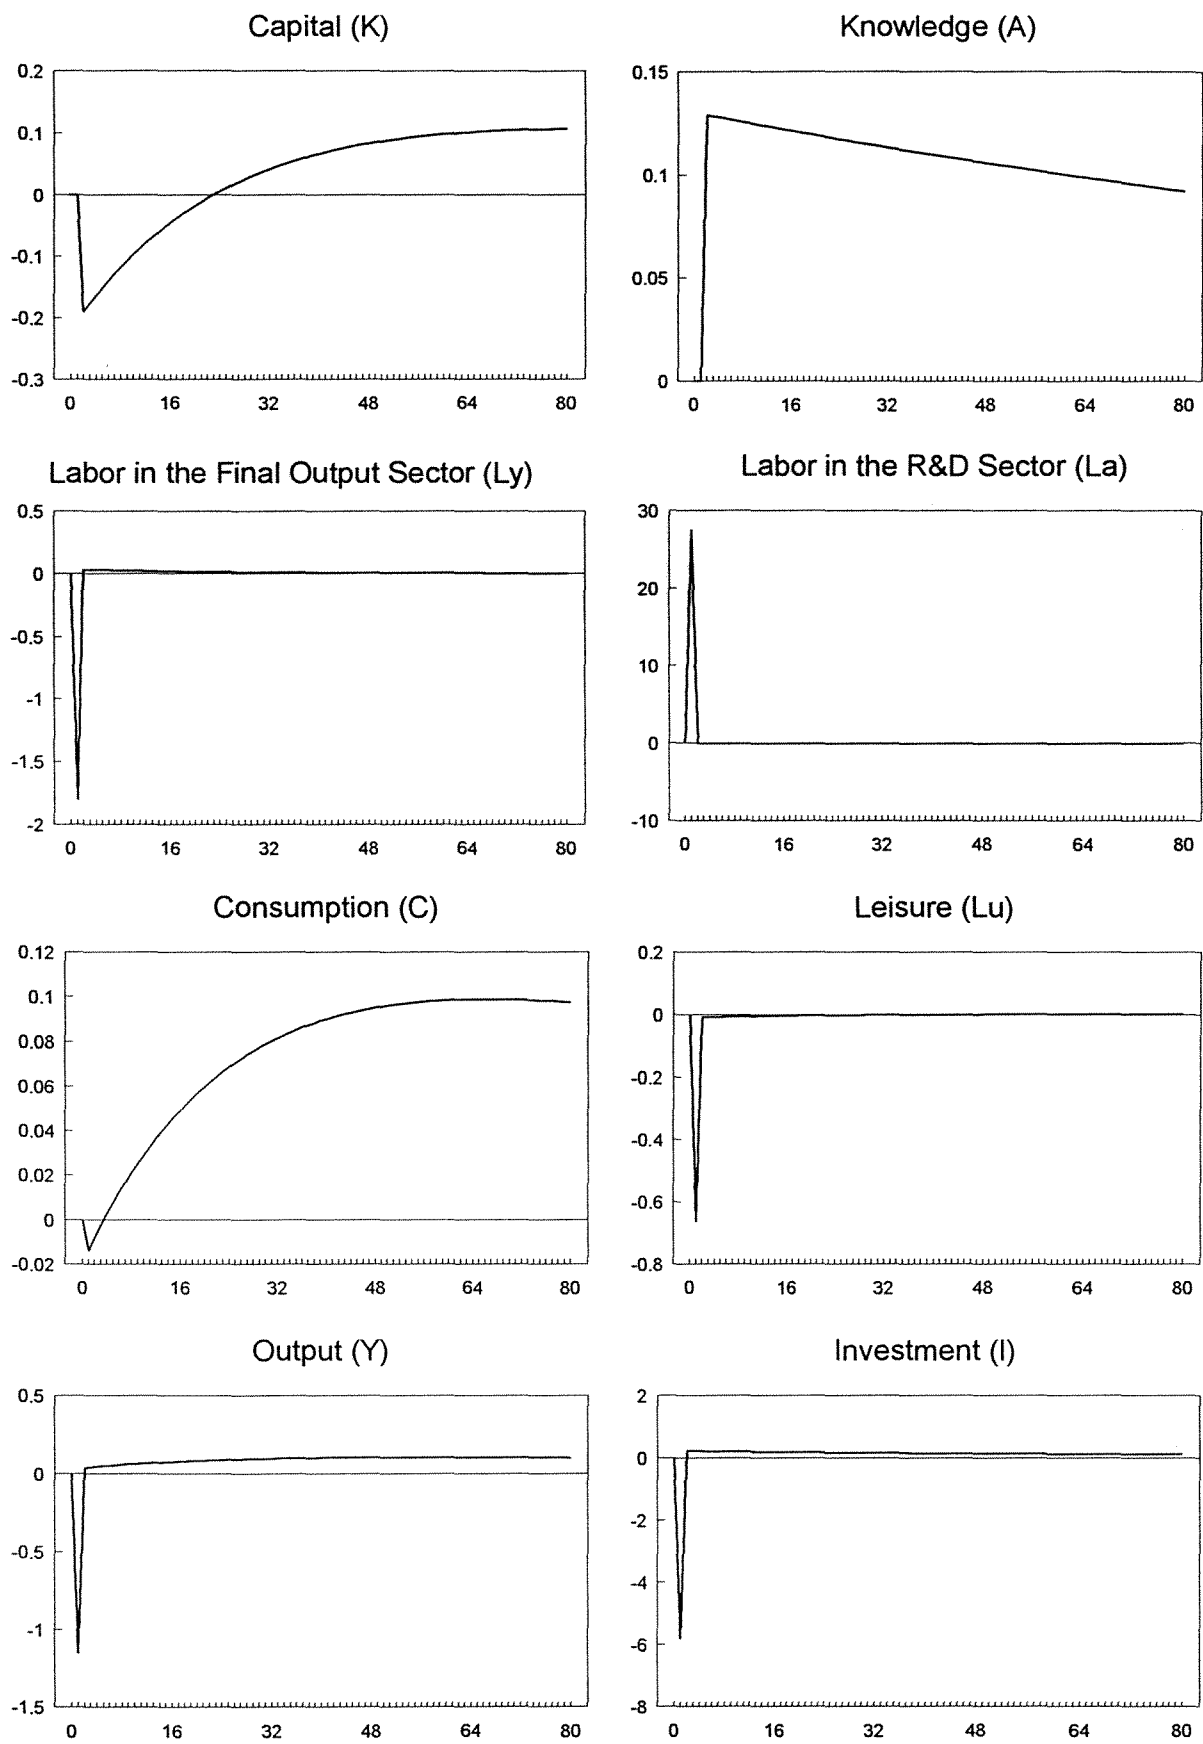 Capital (K)
0.2
0.1
0
-0.1
-0.2
-0.3
0 16 32 48 64 80
Knowledge (A)
0.15
0.1
0.05
0
0 16 32 48 64 80
Labor in the Final Output Sector (Ly)
0.5
0
-0.5
-1
-1.5
-2
0 16 32 48 64 80
Labor in the R&D Sector (La)
30
20
10
0
-10
0 16 32 48 64 80
Consumption (C)
0.12
0.1
0.08
0.06
0.04
0.02
0
-0.02
0 16 32 48 64 80
Leisure (Lu)
0.2
0
-0.2
-0.4
-0.6
-0.8
0 16 32 48 64 80
Output (Y)
0.5
0
-0.5
-1
-1.5
0 16 32 48 64 80
Investment (I)
2
0
-2
-4
-6
-8
0 16 32 48 64 80